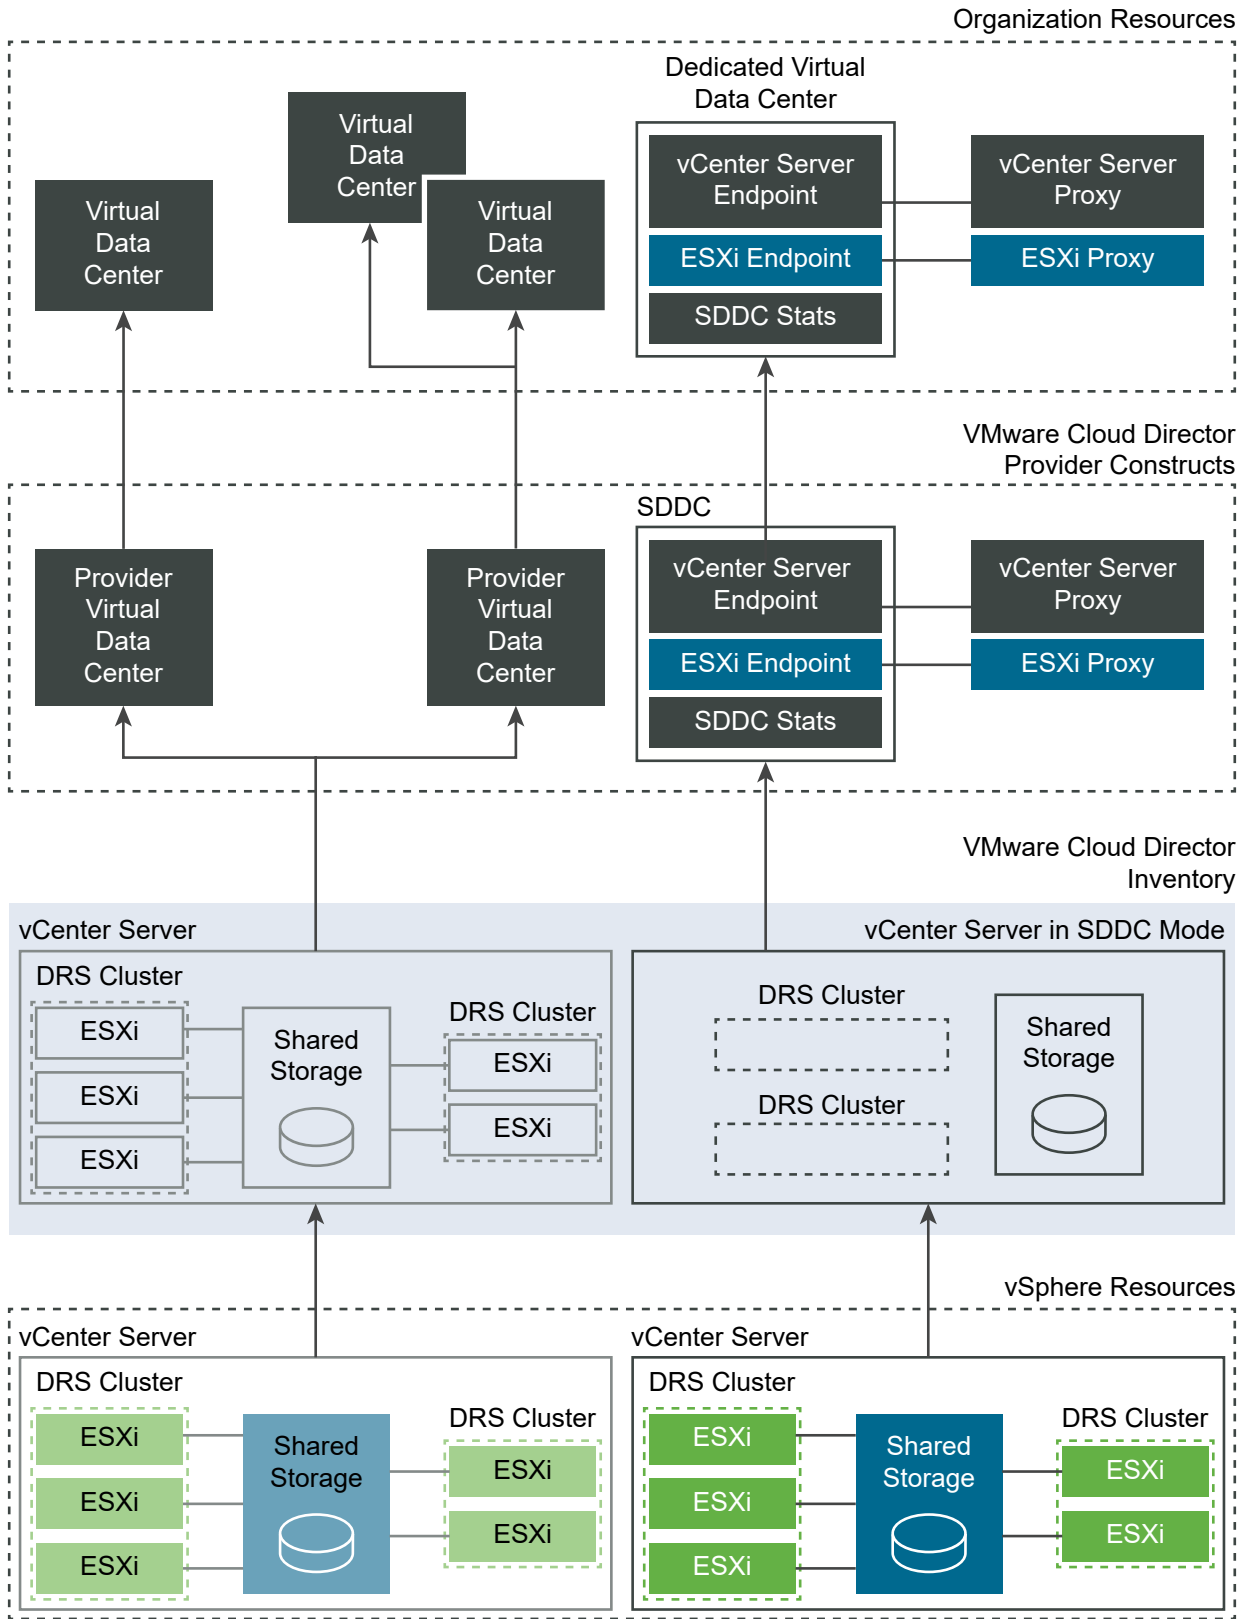 Organization Resources
Dedicated Virtual
Data Center
Virtual
Data
Center
Virtual
Data
Center
Virtual
Data
Center
vCenter Server
Endpoint
ESXi Endpoint
SDDC Stats
vCenter Server
Proxy
ESXi Proxy
VMware Cloud Director
Provider Constructs
Provider
Virtual
Data
Center
Provider
Virtual
Data
Center
SDDC
vCenter Server
Endpoint
ESXi Endpoint
SDDC Stats
vCenter Server
Proxy
ESXi Proxy
VMware Cloud Director
Inventory
vCenter Server
DRS Cluster
ESXi
ESXi
ESXi
Shared
Storage
DRS Cluster
ESXi
ESXi
vCenter Server in SDDC Mode
DRS Cluster
DRS Cluster
Shared
Storage
vSphere Resources
vCenter Server
DRS Cluster
ESXi
ESXi
ESXi
Shared
Storage
DRS Cluster
ESXi
ESXi
vCenter Server
DRS Cluster
ESXi
ESXi
ESXi
Shared
Storage
DRS Cluster
ESXi
ESXi